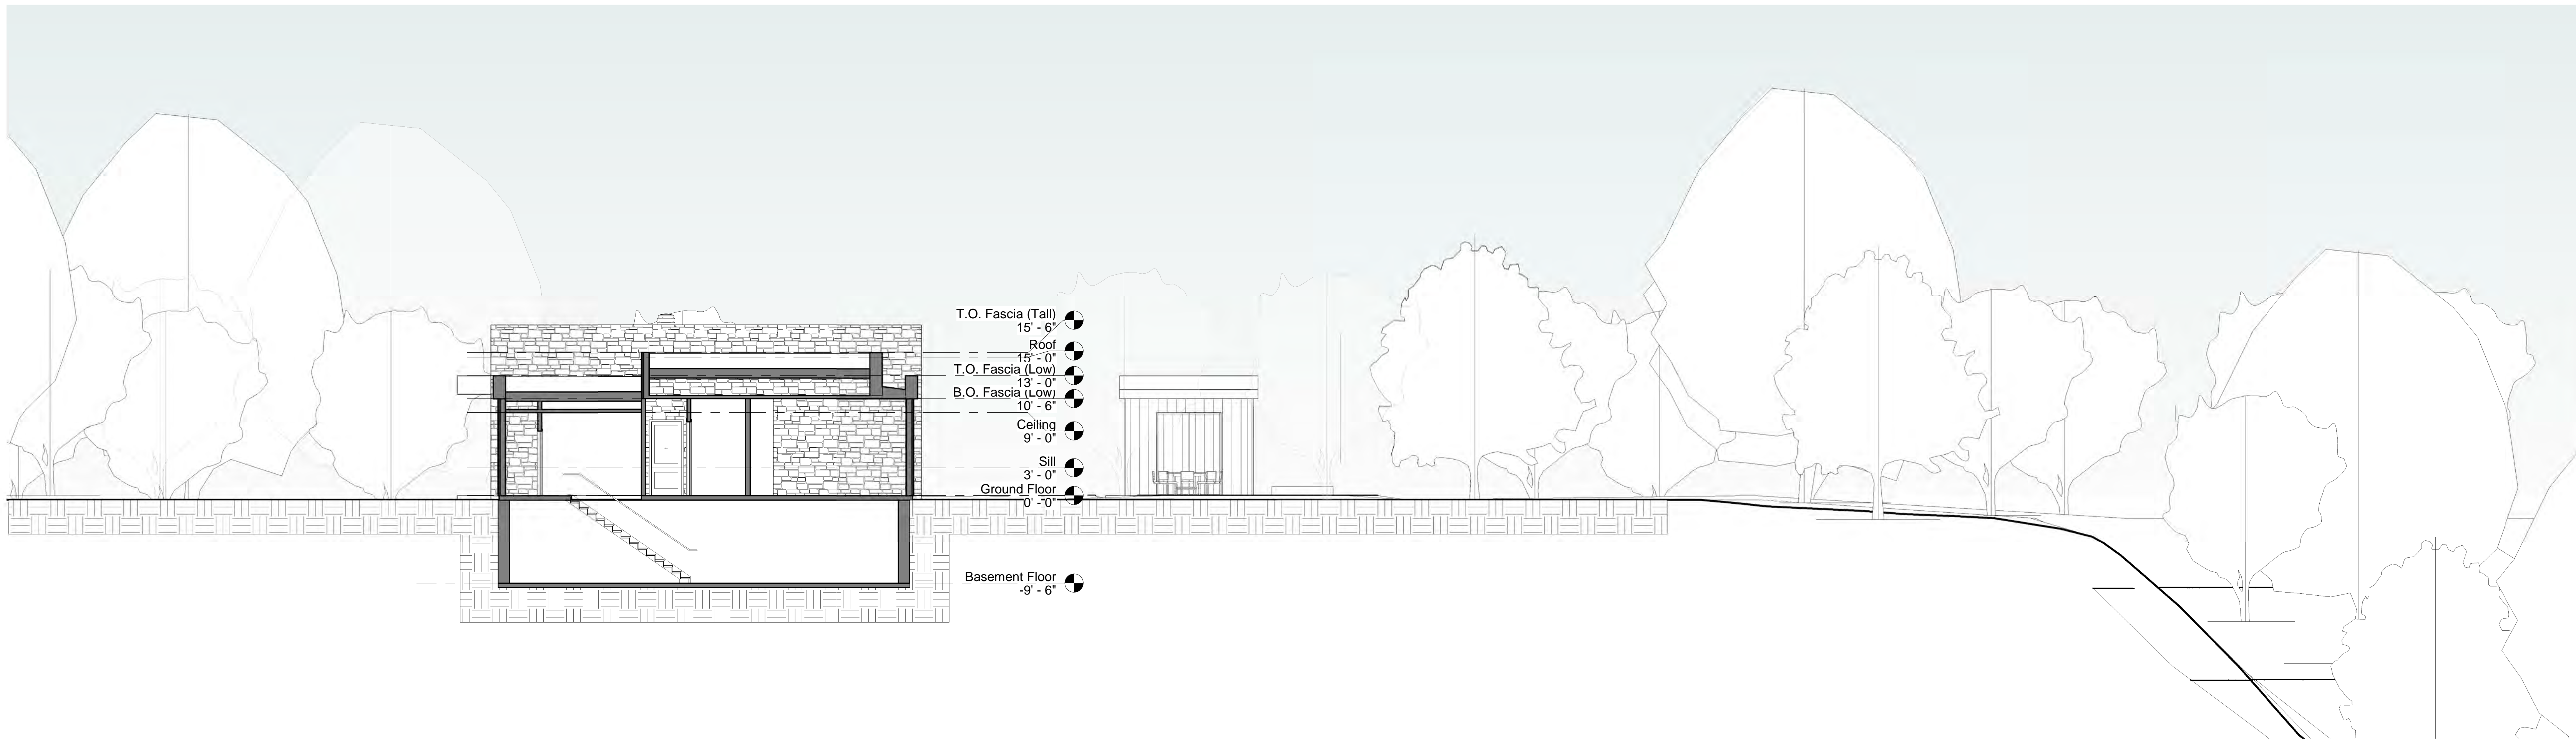 T.O. Fascia (Tall)
15' - 6"
Roof
15' - 0"
T.O. Fascia (Low)
13' - 0"
B.O. Fascia (Low)
10' - 6"
Ceiling
9' - 0"
Sill
3' - 0"
Ground Floor
0' - 0"
Basement Floor
-9' - 6"